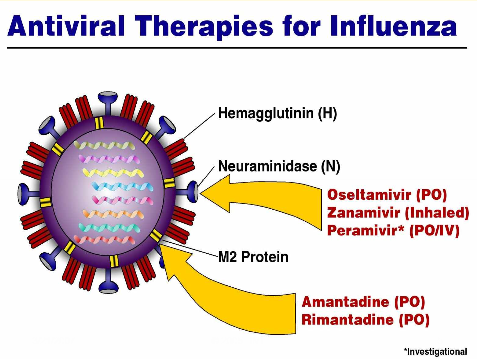 Antiviral Therapies for Influenza
Hemagglutinin (H)
Neuraminidase (N)
Oseltamivir (PO)
Zanamivir (Inhaled)
Peramivir* (PO/IV)
M2 Protein
Amantadine (PO)
Rimantadine (PO)
*Investigational